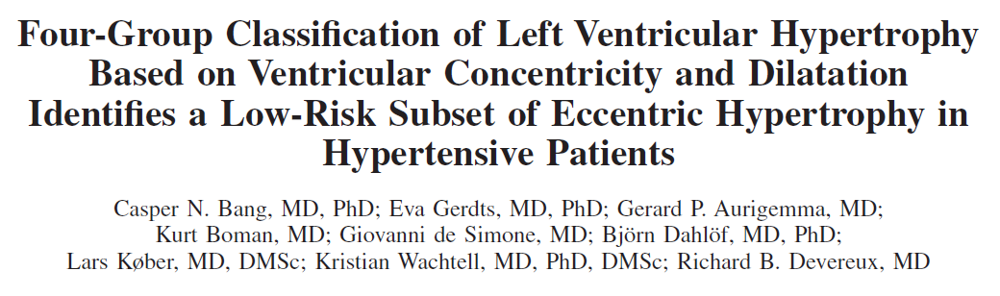 Four-Group Classification of Left Ventricular Hypertrophy
Based on Ventricular Concentricity and Dilatation
Identifies a Low-Risk Subset of Eccentric Hypertrophy in
Hypertensive Patients
Casper N. Bang, MD, PhD; Eva Gerdts, MD, PhD; Gerard P. Aurigemma, MD;
Kurt Boman, MD; Giovanni de Simone, MD; Björn Dahlöf, MD, PhD;
Lars Køber, MD, DMSc; Kristian Wachtell, MD, PhD, DMSc; Richard B. Devereux, MD